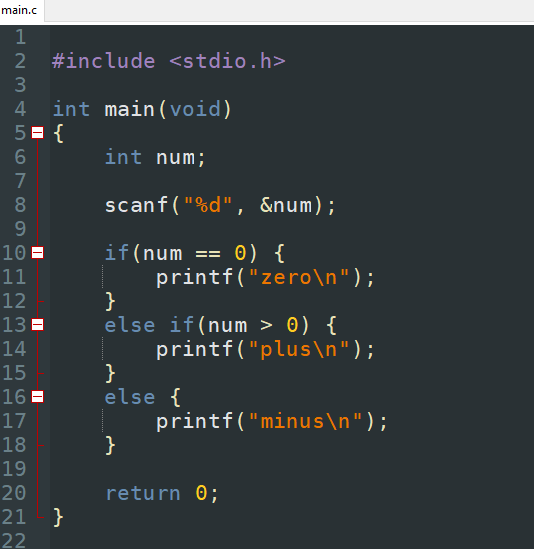 main.c
1
2 #include <stdio.h>
3
4 int main(void)
5 {
6     int num;
7
8     scanf("%d", &num);
9
10     if(num == 0) {
11         printf("zero\n");
12     }
13     else if(num > 0) {
14         printf("plus\n");
15     }
16     else {
17         printf("minus\n");
18     }
19
20     return 0;
21 }
22